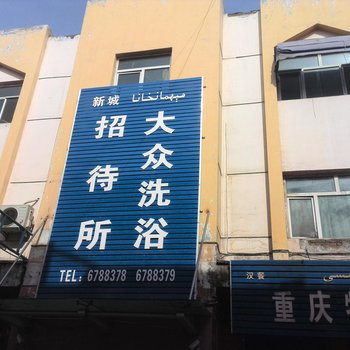 新城 مېھمانخانا
招待所
大众洗浴
TEL: 6788378 6788379
汉餐
重庆